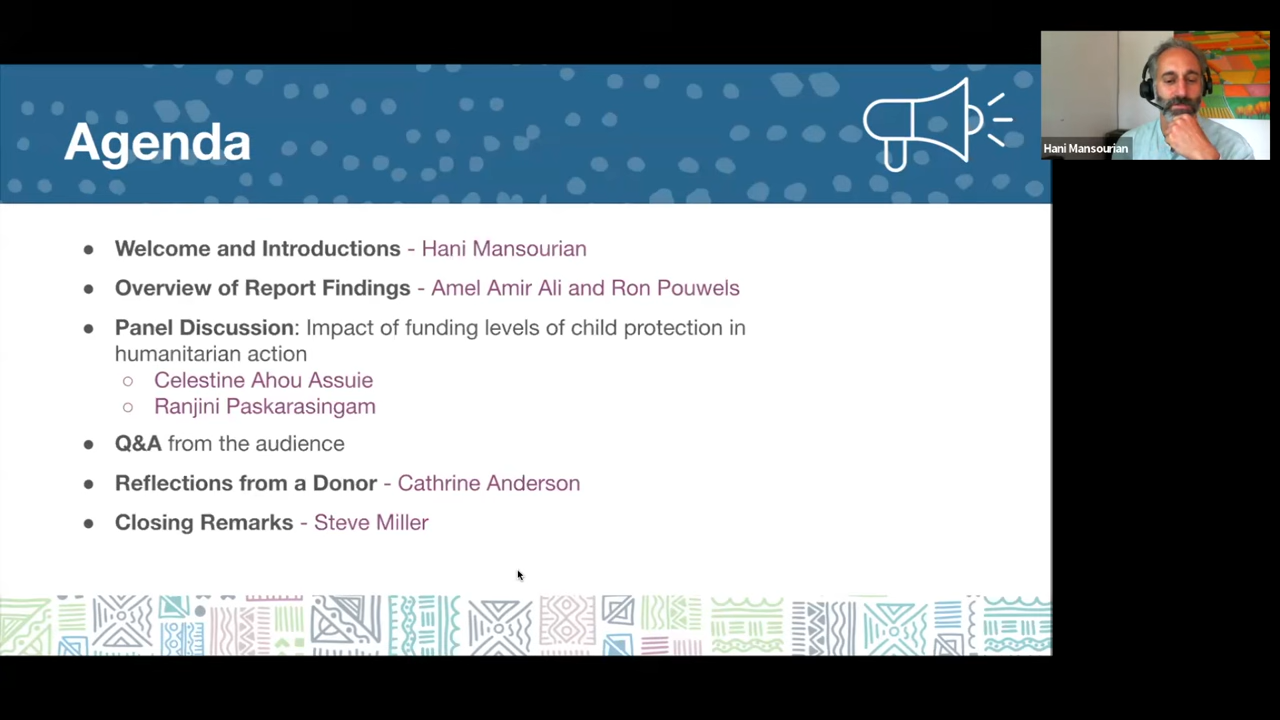 Agenda
Hani Mansourian
● Welcome and Introductions - Hani Mansourian
● Overview of Report Findings - Amel Amir Ali and Ron Pouwels
● Panel Discussion: Impact of funding levels of child protection in
humanitarian action
○ Celestine Ahou Assuie
○ Ranjini Paskarasingam
● Q&A from the audience
● Reflections from a Donor - Cathrine Anderson
● Closing Remarks - Steve Miller